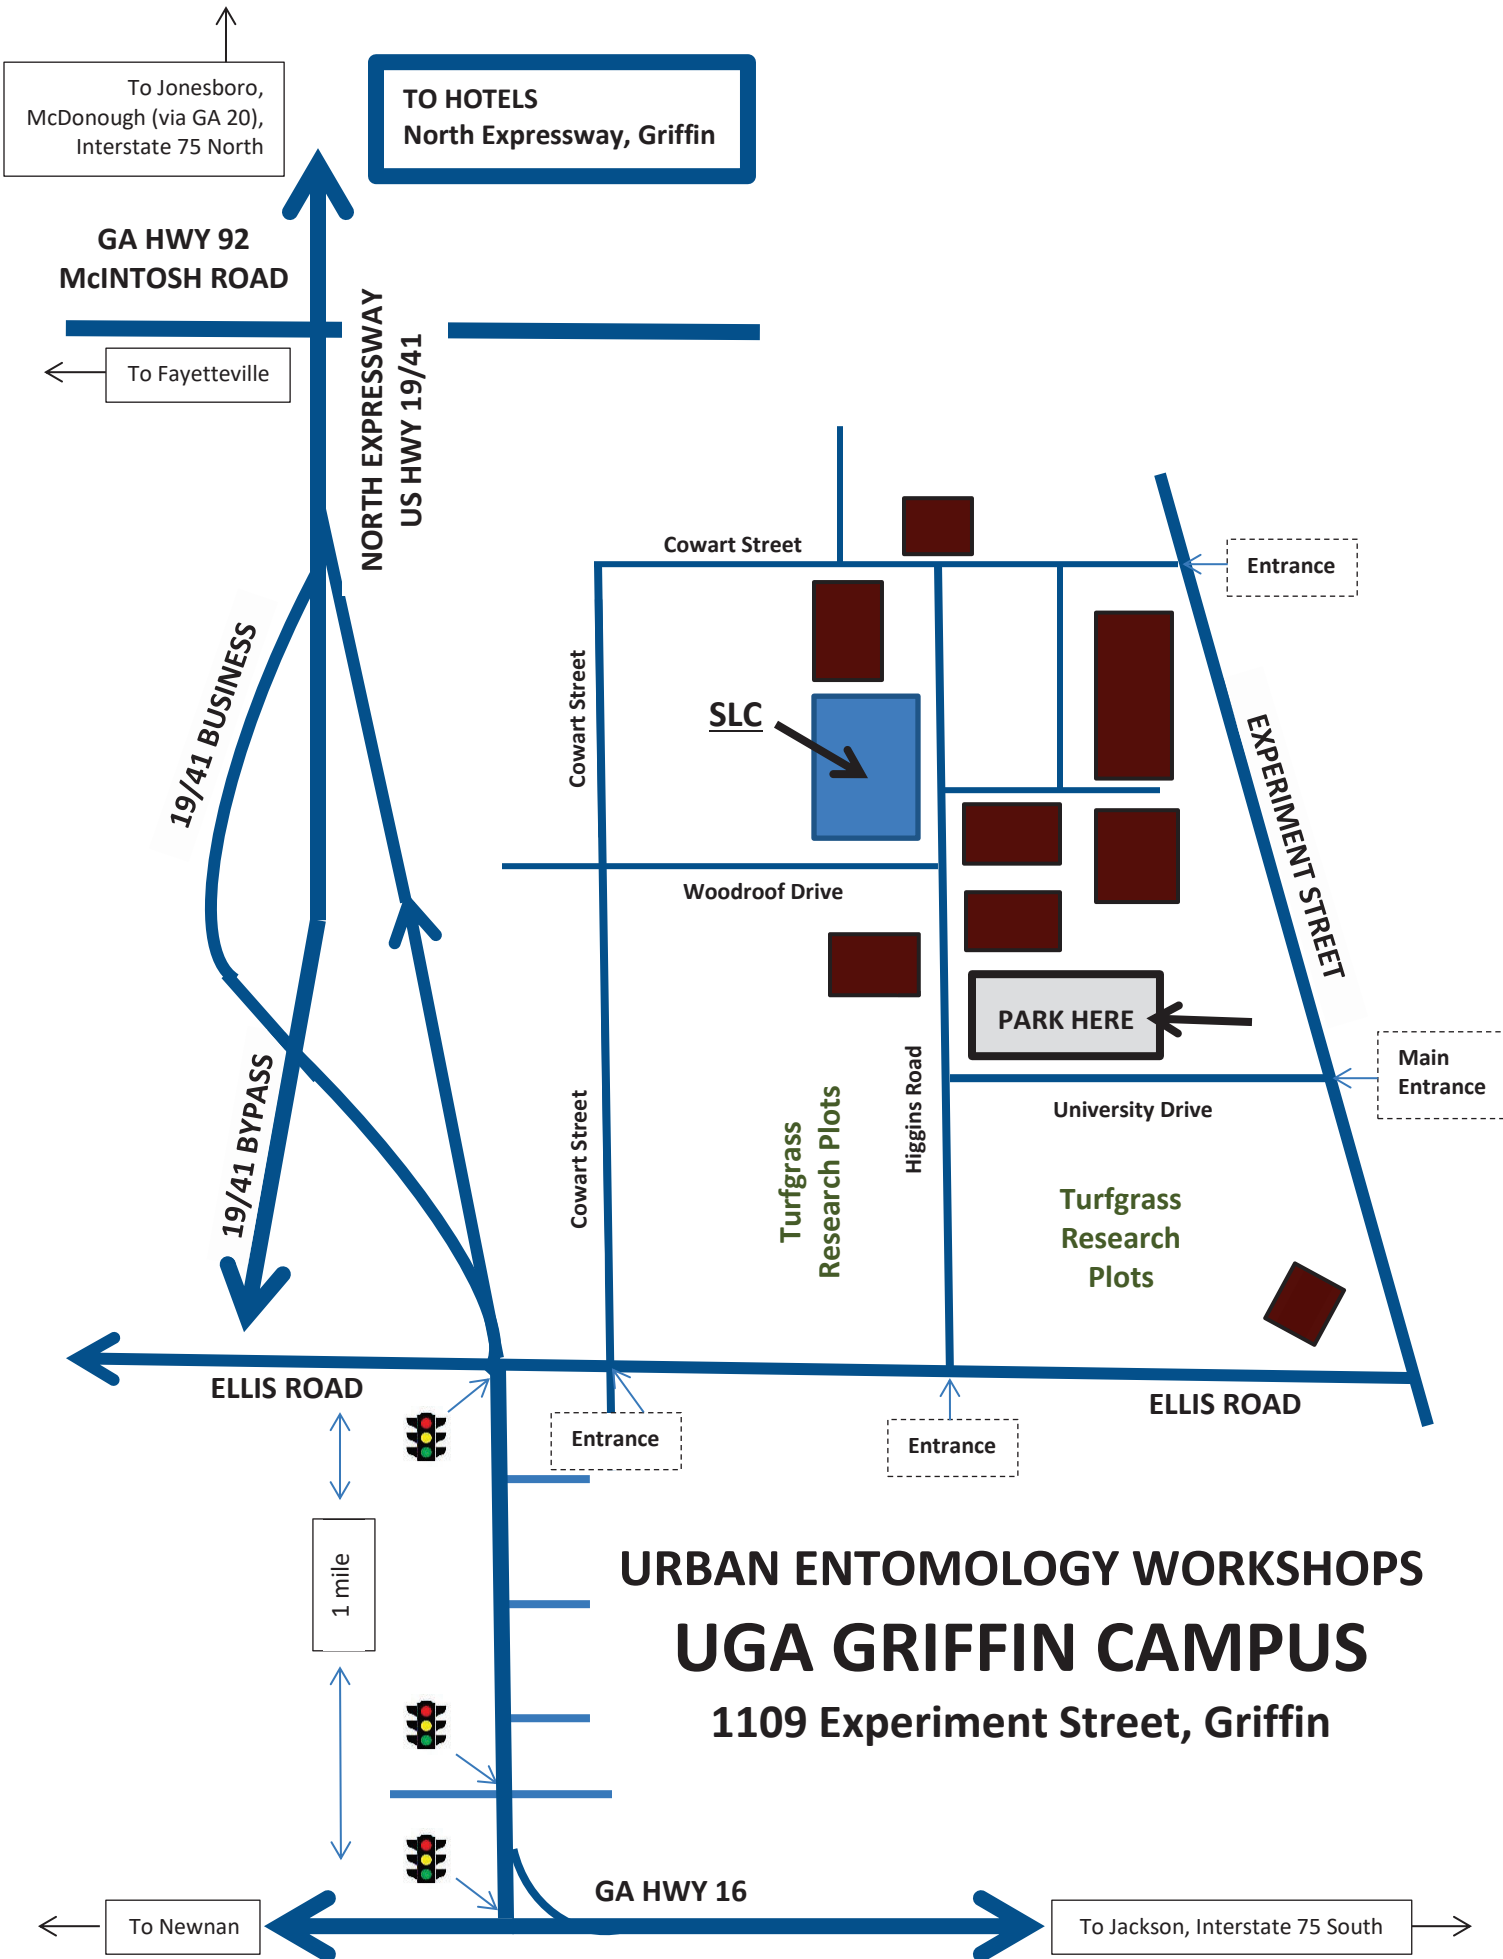 To Jonesboro,
McDonough (via GA 20),
Interstate 75 North
TO HOTELS
North Expressway, Griffin
GA HWY 92
McINTOSH ROAD
To Fayetteville
NORTH EXPRESSWAY
US HWY 19/41
Cowart Street
Entrance
19/41 BUSINESS
Cowart Street
SLC
EXPERIMENT STREET
Woodroof Drive
PARK HERE
Main
Entrance
University Drive
19/41 BYPASS
Cowart Street
Turfgrass
Research Plots
Higgins Road
Turfgrass
Research
Plots
ELLIS ROAD
ELLIS ROAD
Entrance
Entrance
1 mile
URBAN ENTOMOLOGY WORKSHOPS
UGA GRIFFIN CAMPUS
1109 Experiment Street, Griffin
GA HWY 16
To Newnan
To Jackson, Interstate 75 South